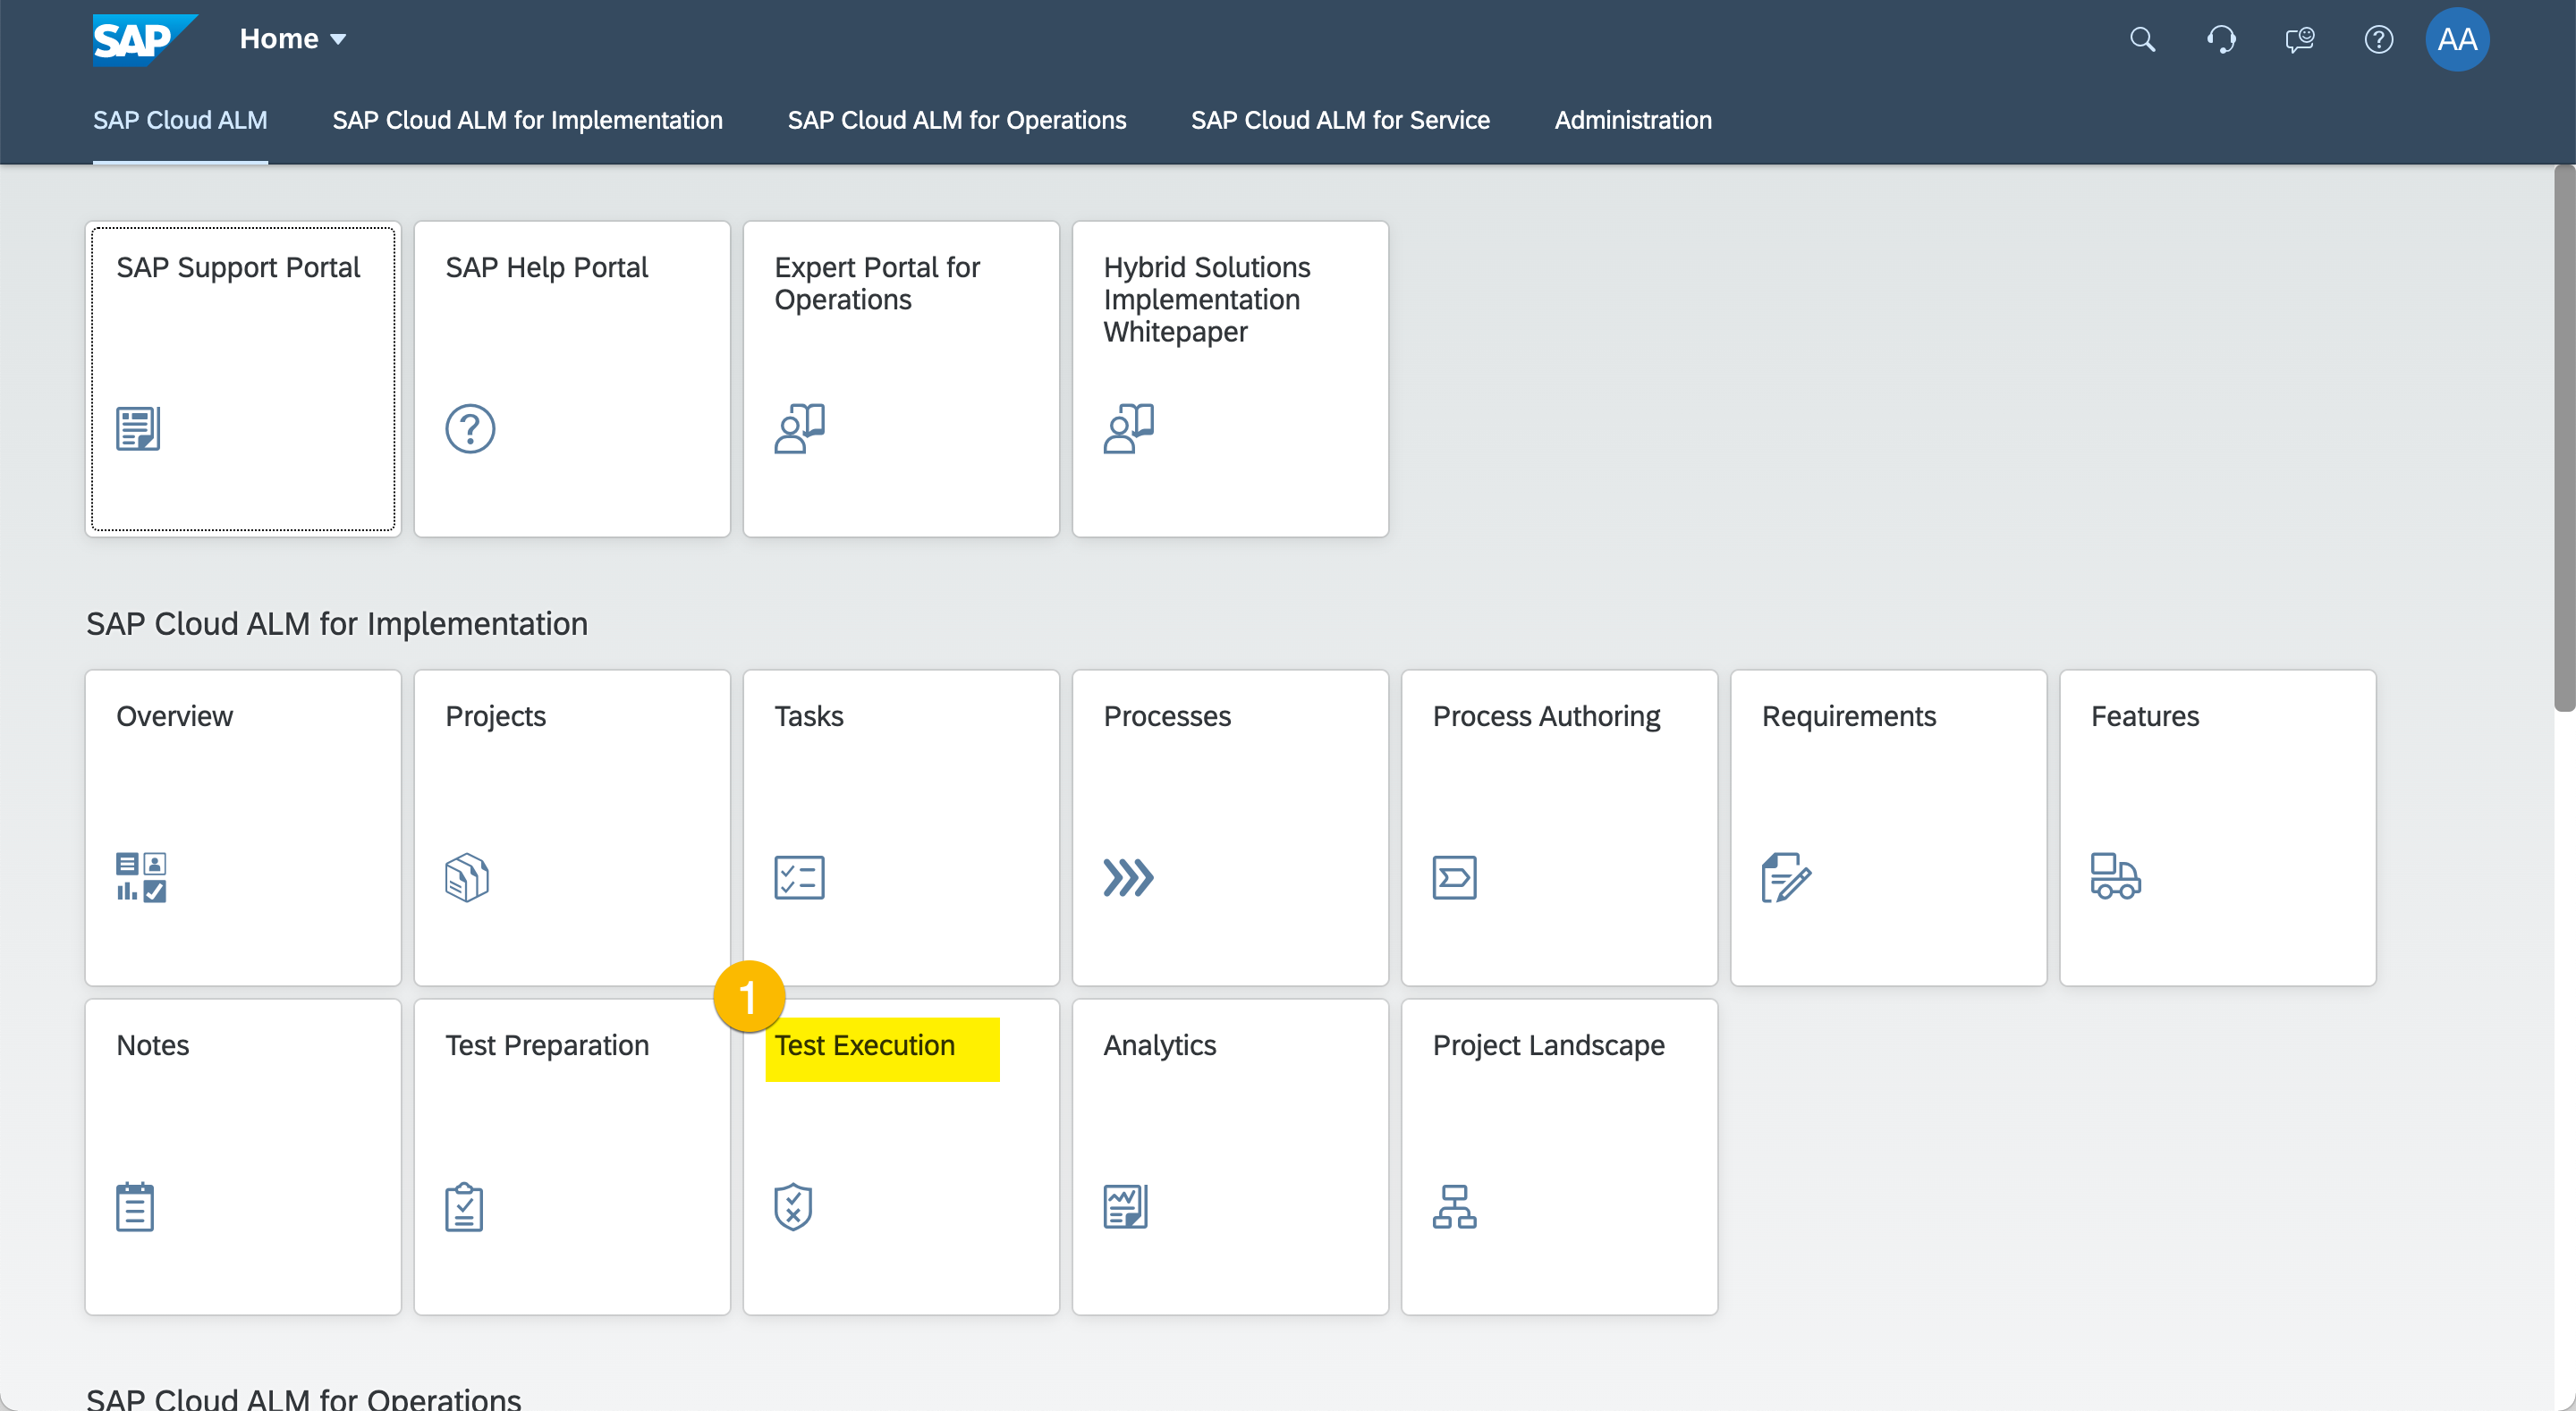 SAP Home
AA
SAP Cloud ALM
SAP Cloud ALM for Implementation
SAP Cloud ALM for Operations
SAP Cloud ALM for Service
Administration
SAP Support Portal
SAP Help Portal
Expert Portal for
Operations
Hybrid Solutions
Implementation
Whitepaper
SAP Cloud ALM for Implementation
Overview
Projects
Tasks
Processes
Process Authoring
Requirements
Features
Notes
Test Preparation
1
Test Execution
Analytics
Project Landscape
SAP Cloud ALM for Operations